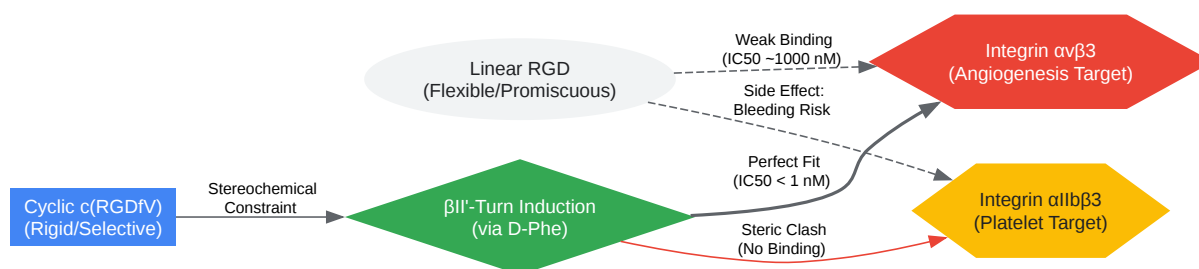 Linear RGD
(Flexible/Promiscuous)
Weak Binding
(IC50 ~1000 nM)
Integrin αvβ3
(Angiogenesis Target)
Side Effect:
Bleeding Risk
Cyclic c(RGDfV)
(Rigid/Selective)
Stereochemical
Constraint
βII'-Turn Induction
(via D-Phe)
Perfect Fit
(IC50 < 1 nM)
Steric Clash
(No Binding)
Integrin αIIbβ3
(Platelet Target)